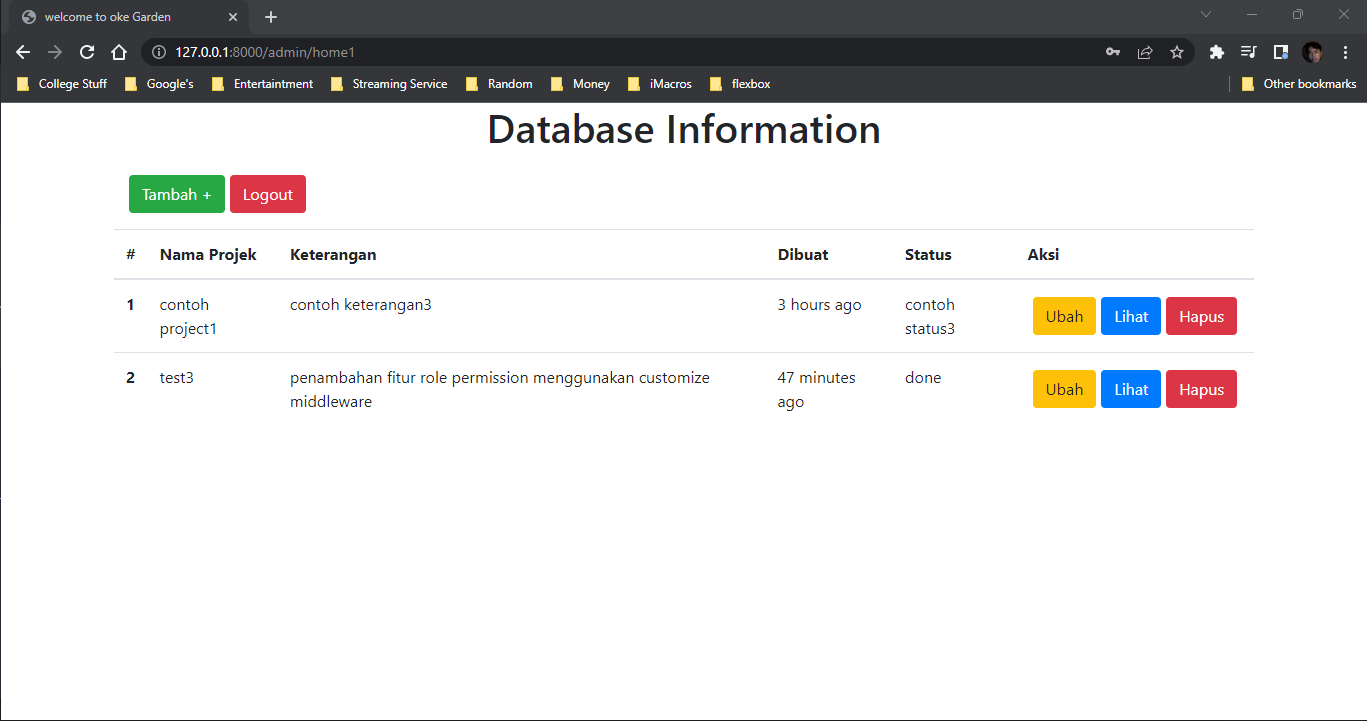 welcome to oke Garden
127.0.0.1:8000/admin/home1
College Stuff Google's Entertaintment Streaming Service Random Money iMacros flexbox Other bookmarks
Database Information
Tambah + Logout
# Nama Projek Keterangan Dibuat Status Aksi
1 contoh project1 contoh keterangan3 3 hours ago contoh status3 Ubah Lihat Hapus
2 test3 penambahan fitur role permission menggunakan customize middleware 47 minutes ago done Ubah Lihat Hapus